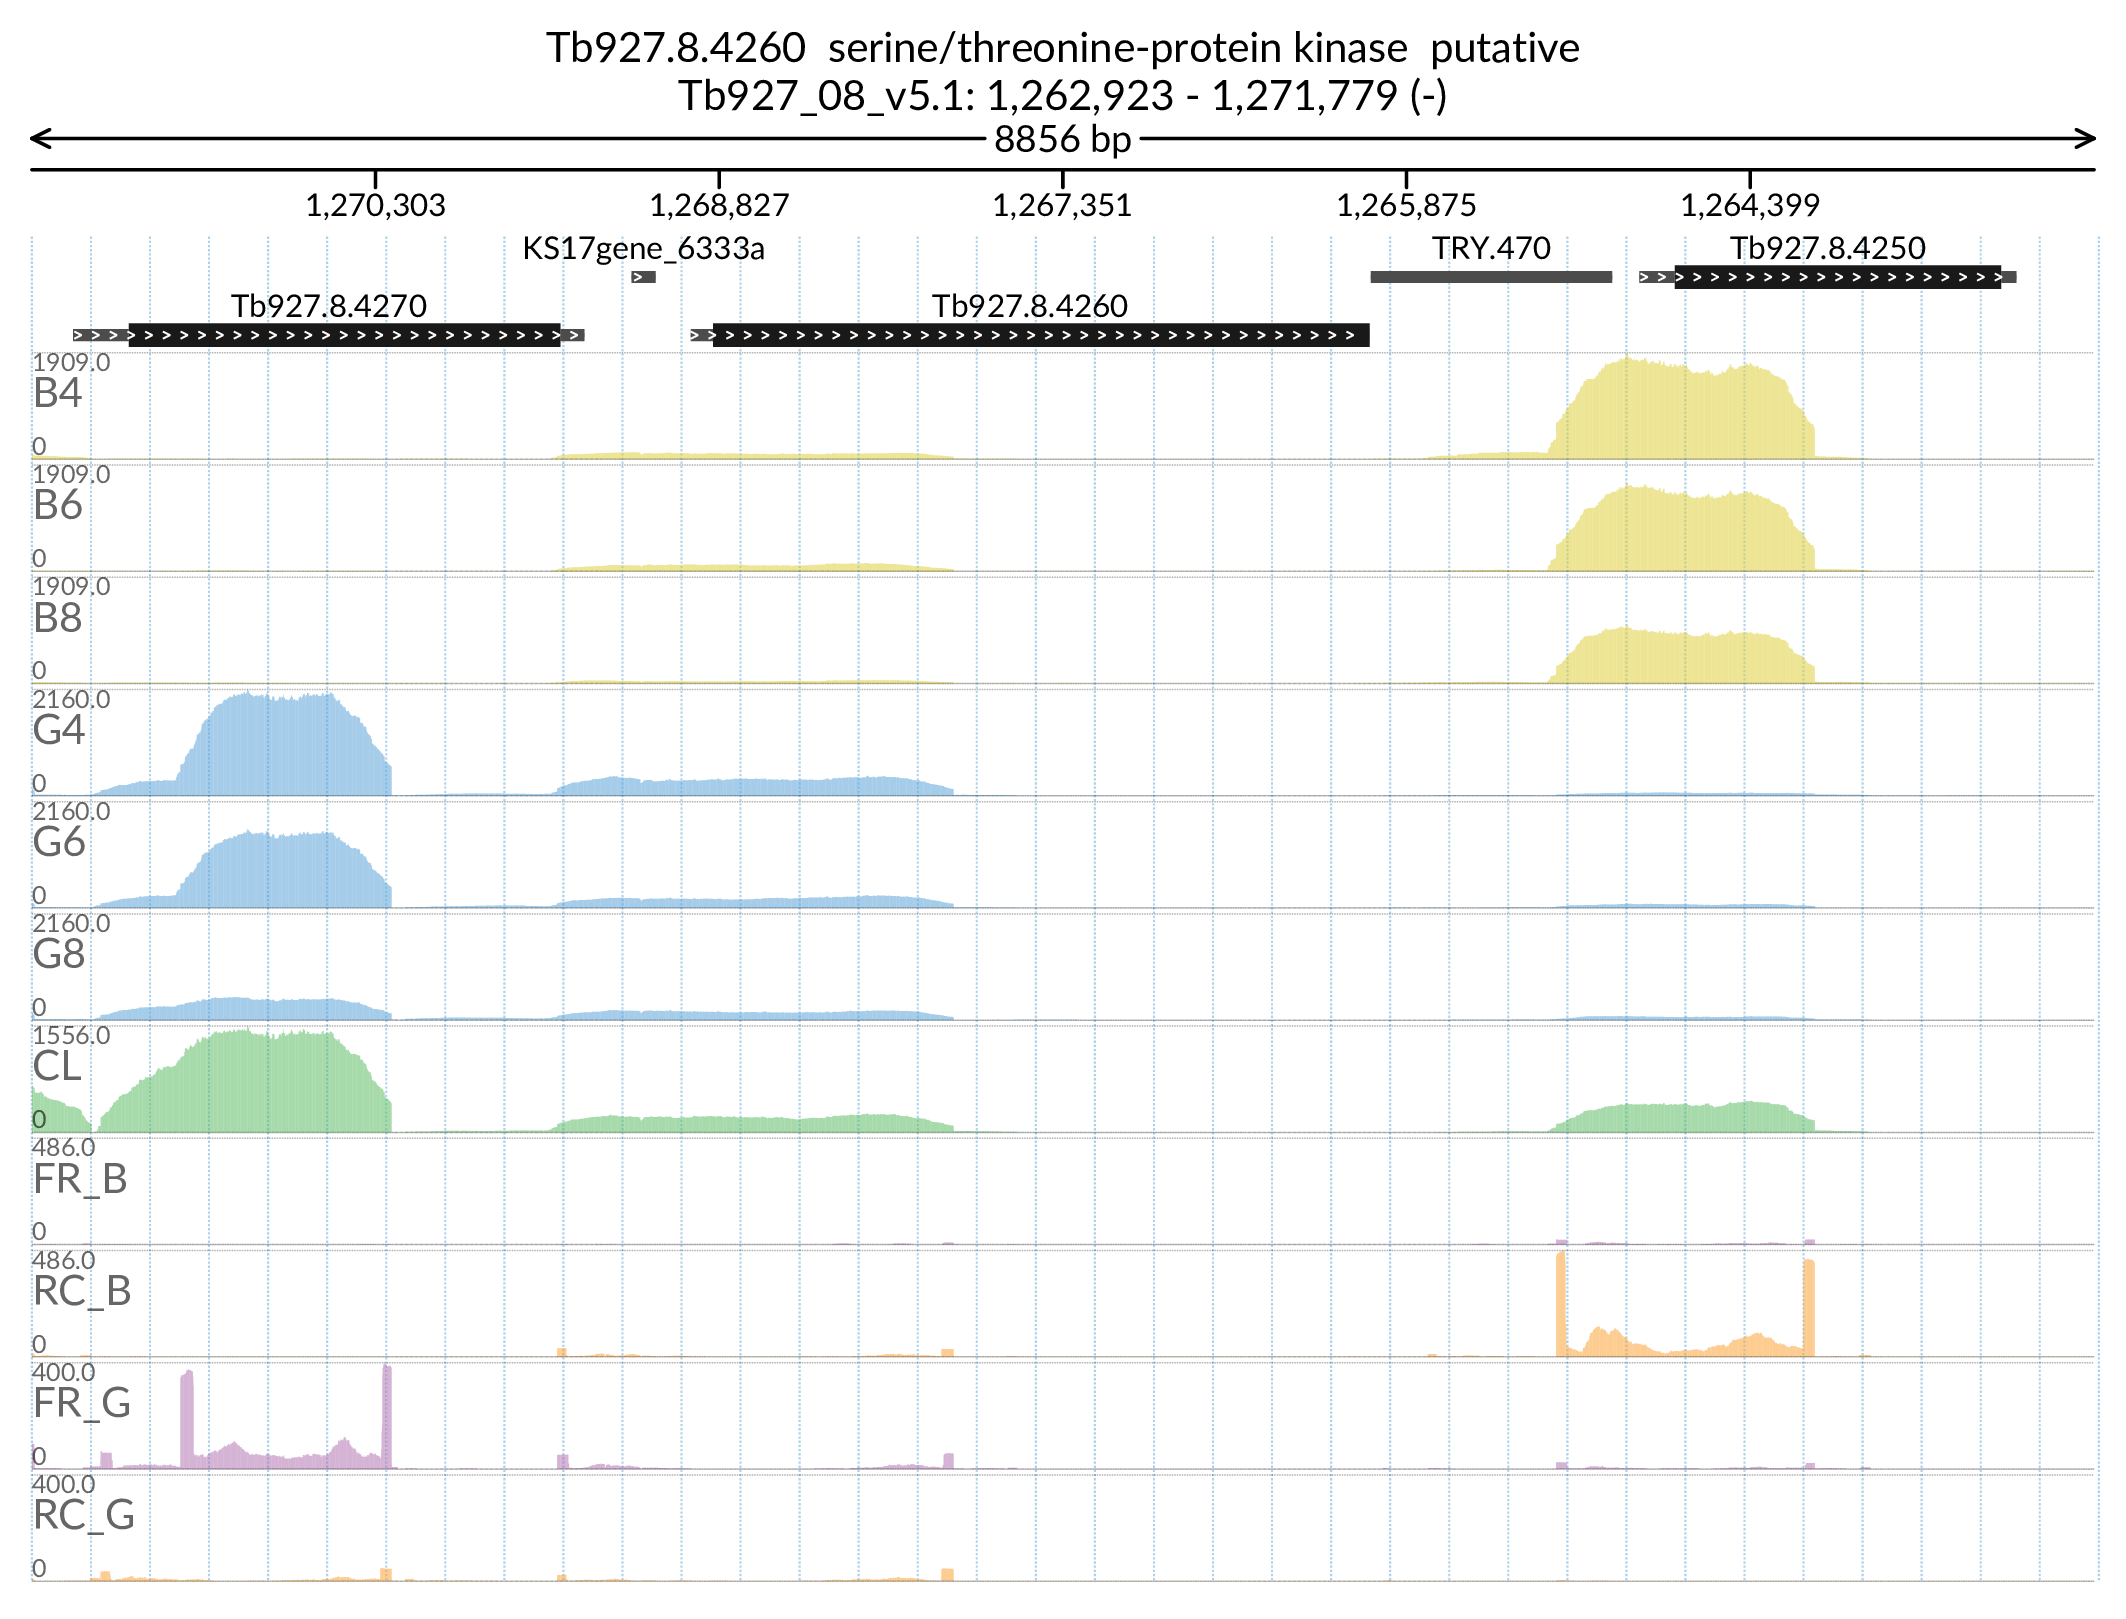 Tb927.8.4260  serine/threonine-protein kinase  putative
Tb927_08_v5.1: 1,262,923 - 1,271,779 (-)
8856 bp
1,270,303 1,268,827 1,267,351 1,265,875 1,264,399
KS17gene_6333a TRY.470 Tb927.8.4250
Tb927.8.4270 Tb927.8.4260
1909.0
B4
0
1909.0
B6
0
1909.0
B8
0
2160.0
G4
0
2160.0
G6
0
2160.0
G8
0
1556.0
CL
0
486.0
FR_B
0
486.0
RC_B
0
400.0
FR_G
0
400.0
RC_G
0